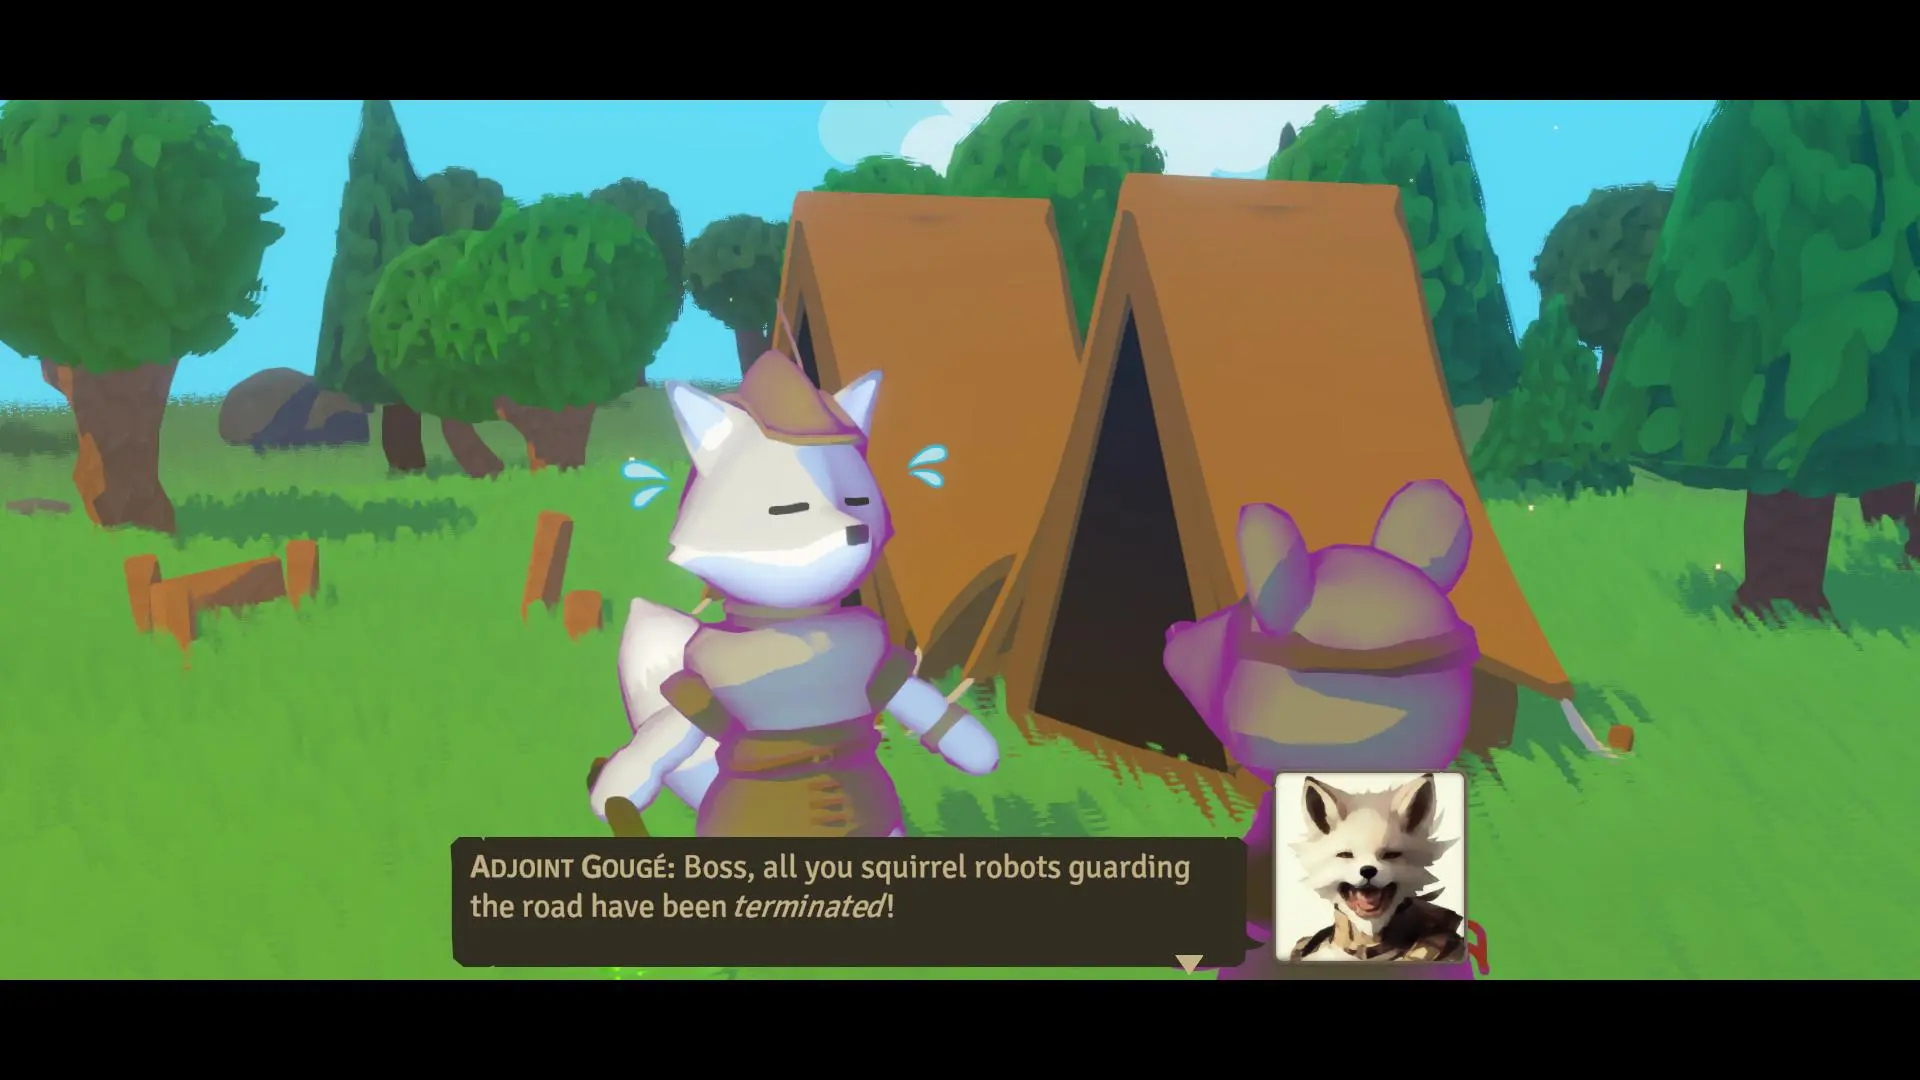 Adjoint Gougé: Boss, all you squirrel robots guarding
the road have been terminated!